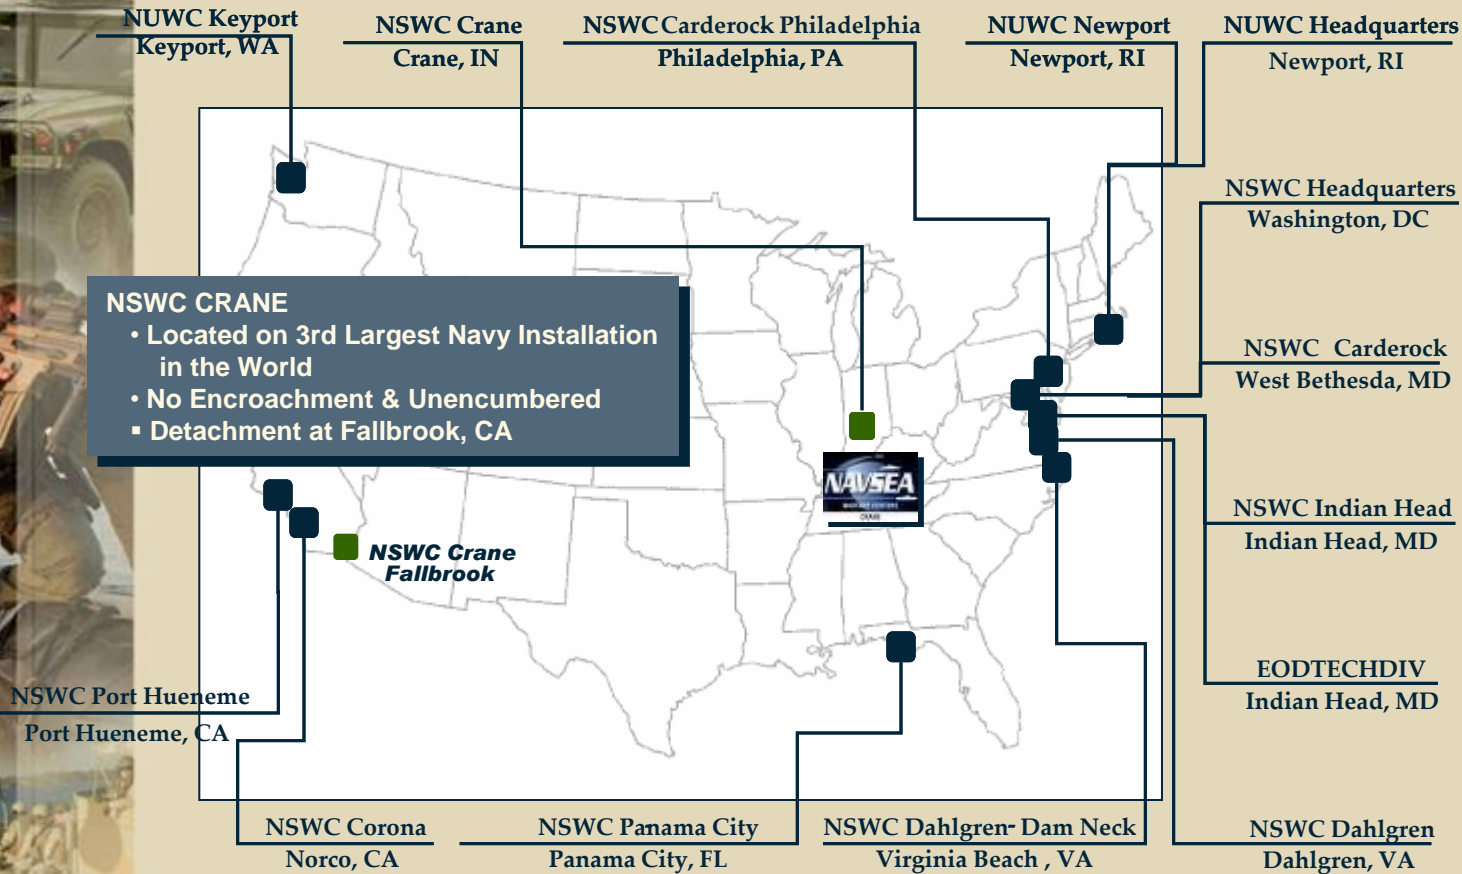 NUWC Keyport
Keyport, WA
NSWC Crane
Crane, IN
NSWC Carderock Philadelphia
Philadelphia, PA
NUWC Newport
Newport, RI
NUWC Headquarters
Newport, RI
NSWC Headquarters
Washington, DC
NSWC CRANE
• Located on 3rd Largest Navy Installation
in the World
• No Encroachment & Unencumbered
▪ Detachment at Fallbrook, CA
NSWC Carderock
West Bethesda, MD
NAVSEA
CRANE
NSWC Indian Head
Indian Head, MD
NSWC Crane
Fallbrook
EODTECHDIV
Indian Head, MD
NSWC Port Hueneme
Port Hueneme, CA
NSWC Corona
Norco, CA
NSWC Panama City
Panama City, FL
NSWC Dahlgren- Dam Neck
Virginia Beach , VA
NSWC Dahlgren
Dahlgren, VA